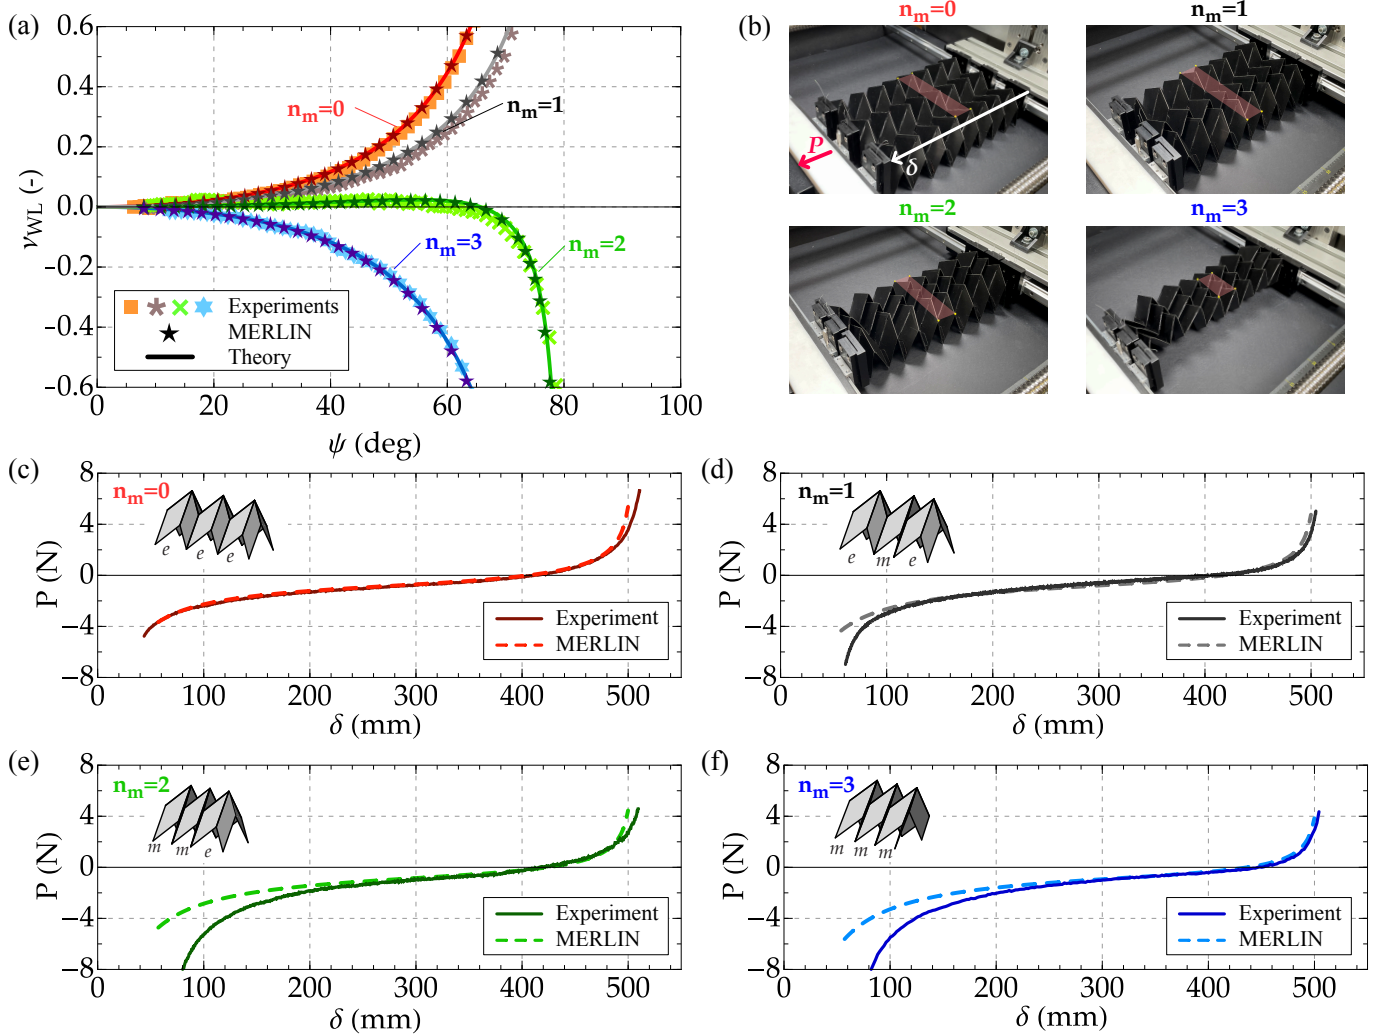 (a)
0.6
0.4
0.2
0.0
−0.2
−0.4
−0.6
ν_WL (-)
n_m=0
n_m=1
n_m=3
n_m=2
Experiments
MERLIN
Theory
0 20 40 60 80 100
ψ (deg)
(b)
n_m=0
n_m=1
P
δ
n_m=2
n_m=3
(c)
n_m=0
e e e
8
4
0
−4
−8
P (N)
Experiment
MERLIN
0 100 200 300 400 500
δ (mm)
(d)
n_m=1
e m e
8
4
0
−4
−8
P (N)
Experiment
MERLIN
0 100 200 300 400 500
δ (mm)
(e)
n_m=2
m m e
8
4
0
−4
−8
P (N)
Experiment
MERLIN
0 100 200 300 400 500
δ (mm)
(f)
n_m=3
m m m
8
4
0
−4
−8
P (N)
Experiment
MERLIN
0 100 200 300 400 500
δ (mm)